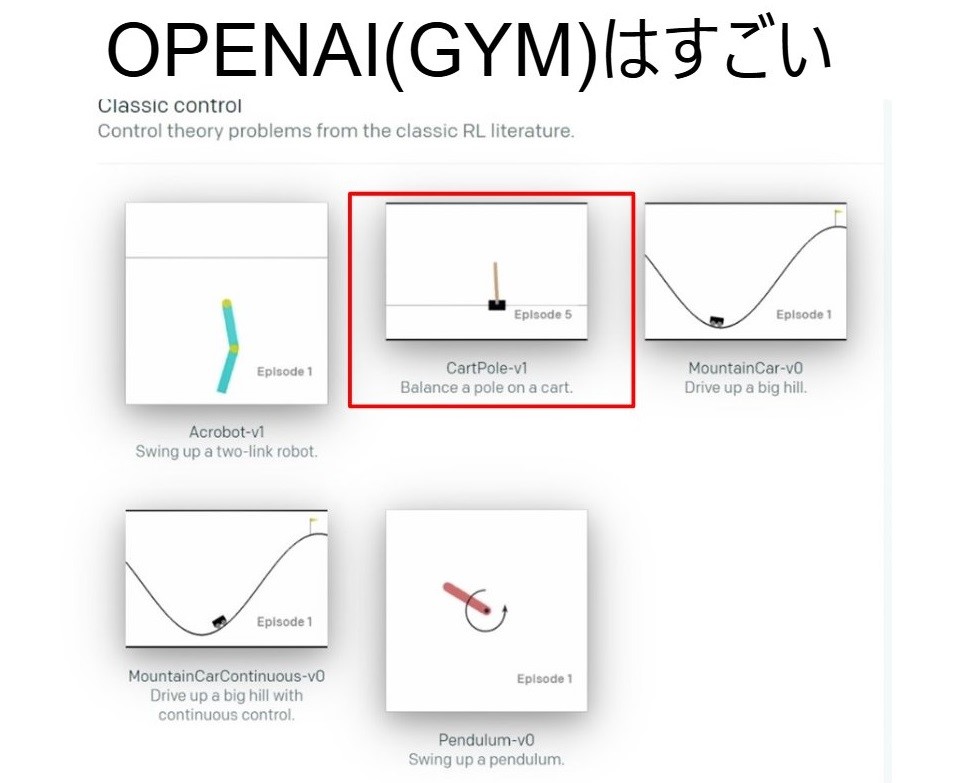 OPENAI(GYM)はすごい
Classic control
Control theory problems from the classic RL literature.
Episode 1
Acrobot-v1
Swing up a two-link robot.
Episode 5
CartPole-v1
Balance a pole on a cart.
Episode 1
MountainCar-v0
Drive up a big hill.
Episode 1
MountainCarContinuous-v0
Drive up a big hill with
continuous control.
Episode 1
Pendulum-v0
Swing up a pendulum.